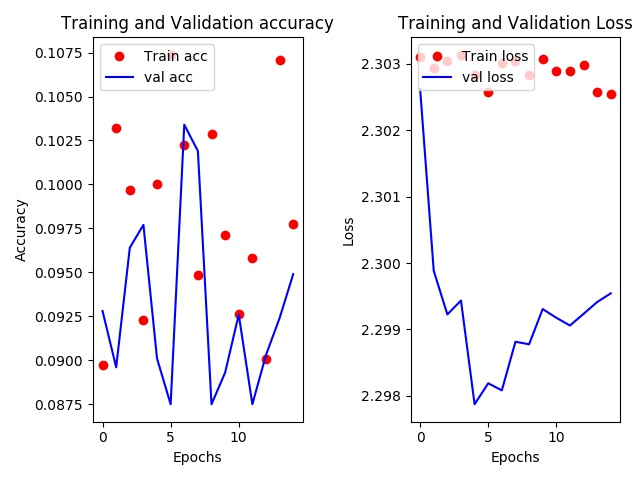 Training and Validation accuracy
0.1075
0.1050
0.1025
0.1000
0.0975
0.0950
0.0925
0.0900
0.0875
Accuracy
Train acc
val acc
0
5
10
Epochs
Training and Validation Loss
2.303
2.302
2.301
2.300
2.299
2.298
Loss
Train loss
val loss
0
5
10
Epochs